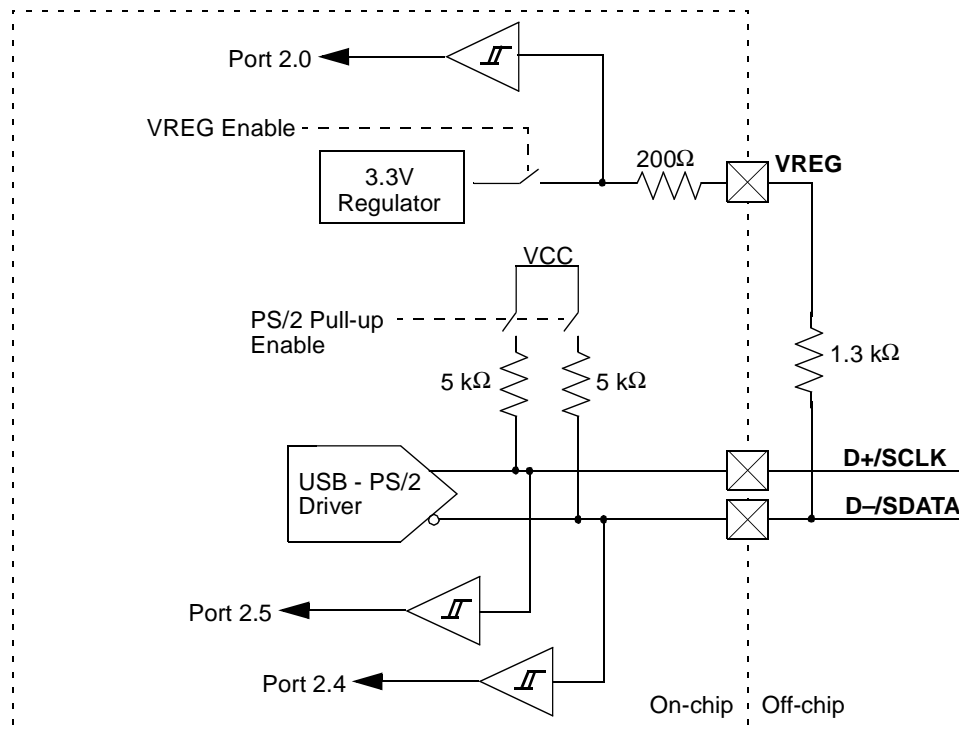 Port 2.0
VREG Enable
200Ω
VREG
3.3V
Regulator
VCC
PS/2 Pull-up
Enable
1.3 kΩ
5 kΩ
5 kΩ
D+/SCLK
USB - PS/2
Driver
D–/SDATA
Port 2.5
Port 2.4
On-chip
Off-chip